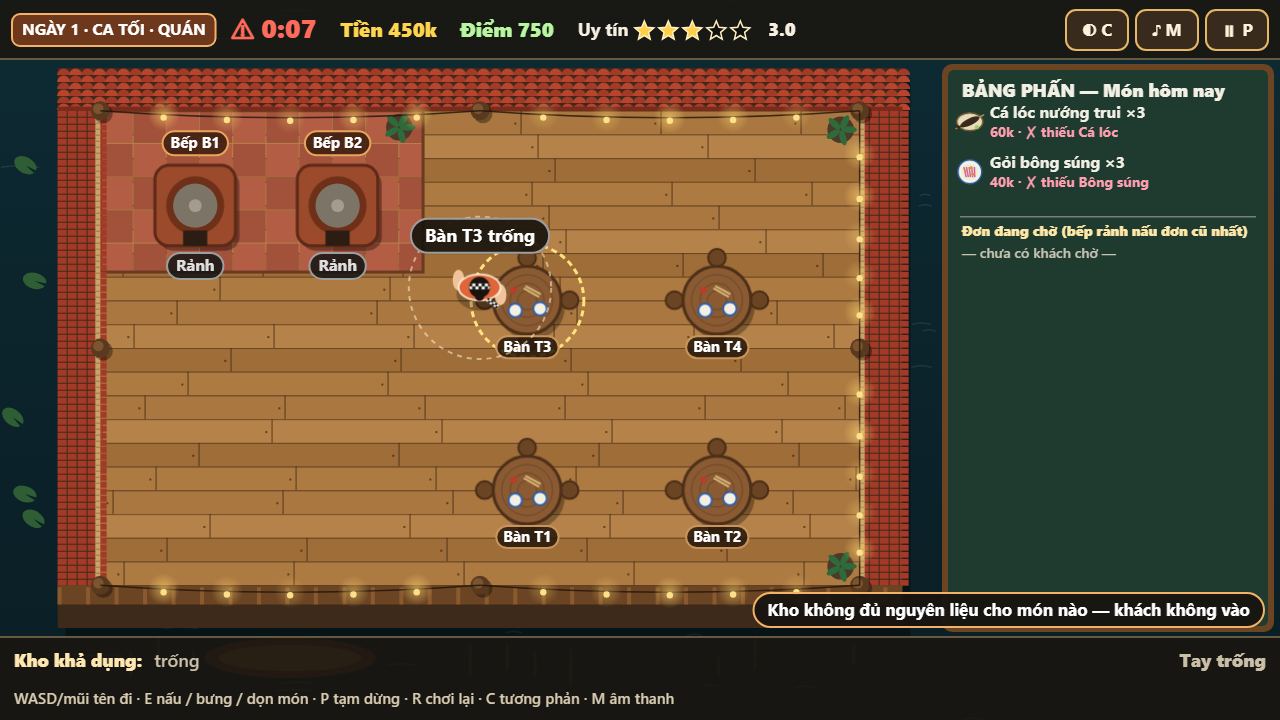 NGÀY 1 · CA TỐI · QUÁN
0:07
Tiền 450k
Điểm 750
Uy tín
3.0
C
M
P
BẢNG PHẤN — Món hôm nay
Cá lóc nướng trui ×3
60k · ✗ thiếu Cá lóc
Gỏi bông súng ×3
40k · ✗ thiếu Bông súng
Đơn đang chờ (bếp rảnh nấu đơn cũ nhất)
— chưa có khách chờ —
Bếp B1
Bếp B2
Rảnh
Rảnh
Bàn T3 trống
Bàn T3
Bàn T4
Bàn T1
Bàn T2
Kho không đủ nguyên liệu cho món nào — khách không vào
Kho khả dụng: trống
Tay trống
WASD/mũi tên đi · E nấu / bưng / dọn món · P tạm dừng · R chơi lại · C tương phản · M âm thanh